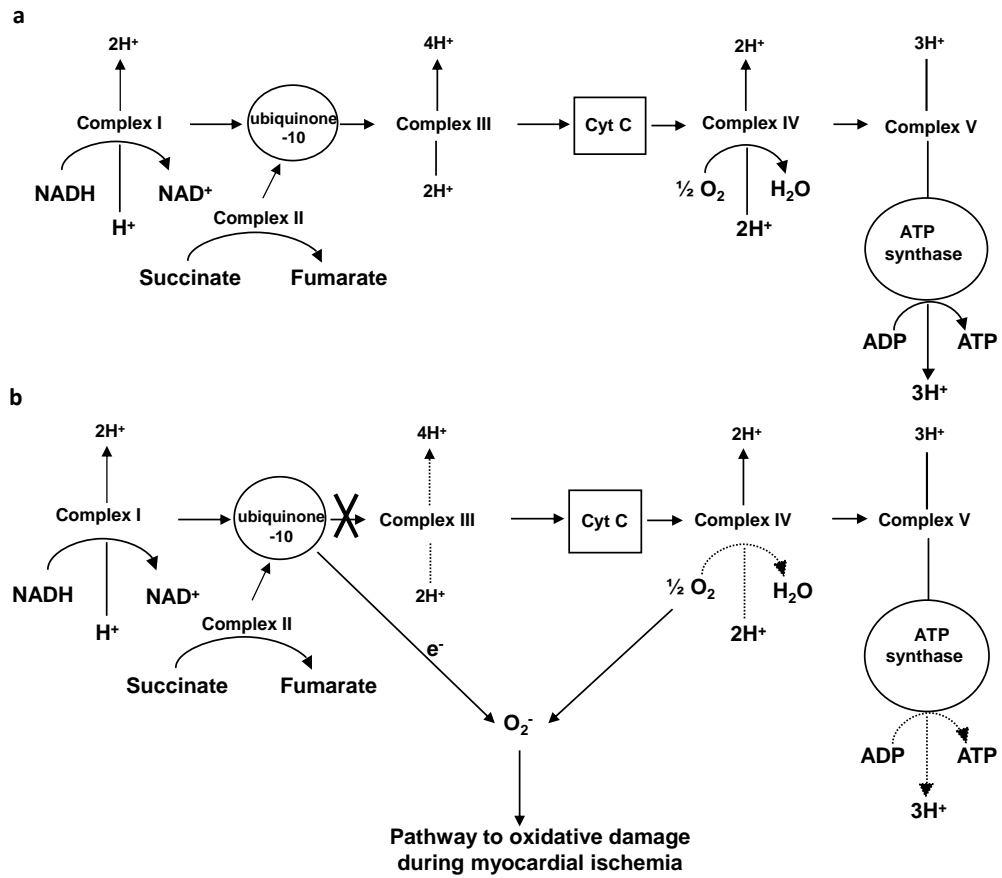 a
2H⁺
4H⁺
2H⁺
3H⁺
Complex I
ubiquinone
-10
Complex III
Cyt C
Complex IV
Complex V
NADH
NAD⁺
2H⁺
½ O₂
H₂O
H⁺
Complex II
2H⁺
ATP
synthase
Succinate
Fumarate
ADP
ATP
3H⁺
b
2H⁺
4H⁺
2H⁺
3H⁺
Complex I
ubiquinone
-10
Complex III
Cyt C
Complex IV
Complex V
NADH
NAD⁺
2H⁺
½ O₂
H₂O
H⁺
Complex II
2H⁺
ATP
synthase
e⁻
Succinate
Fumarate
O₂⁻
ADP
ATP
3H⁺
Pathway to oxidative damage
during myocardial ischemia